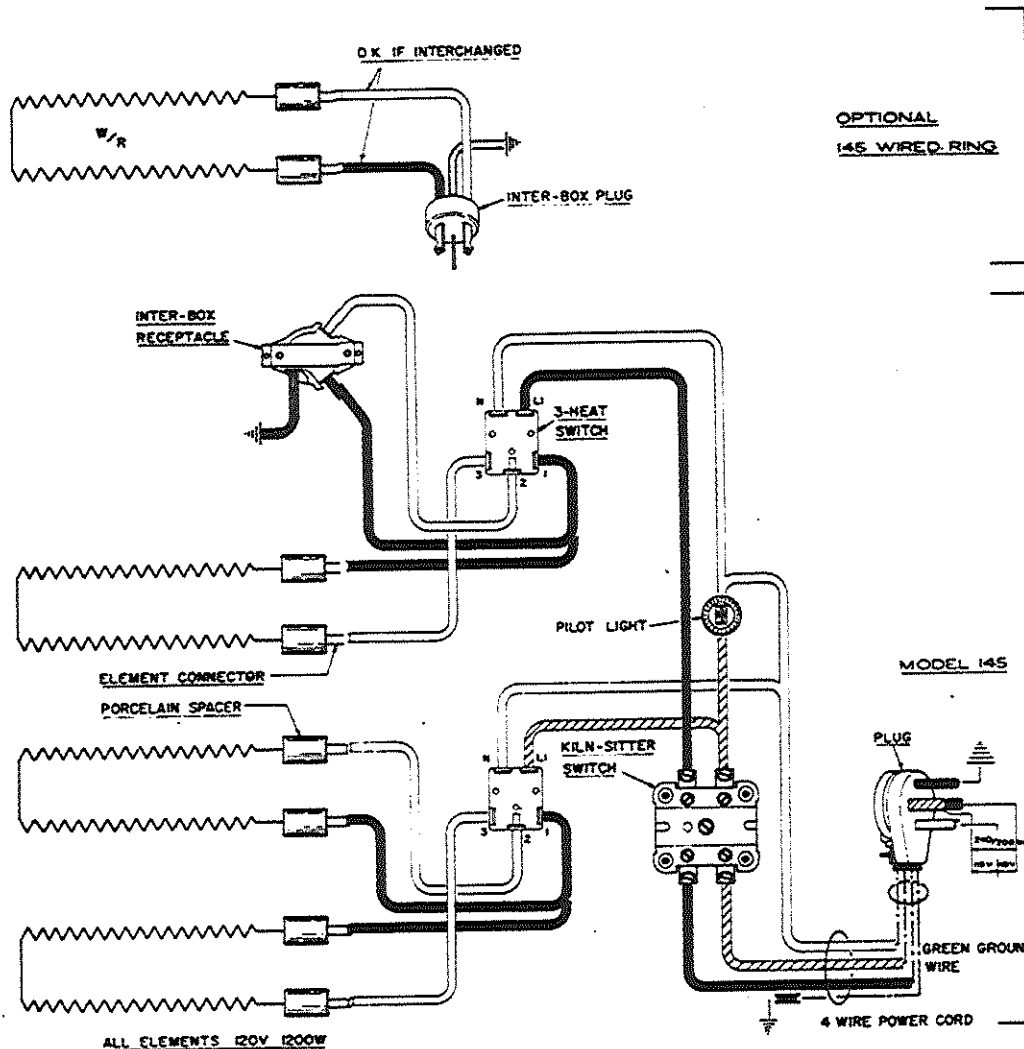 O K IF INTERCHANGED
W/R
OPTIONAL
145 WIRED RING
INTER-BOX PLUG
INTER-BOX
RECEPTACLE
N
L1
3-HEAT
SWITCH
3
2
1
PILOT LIGHT
ELEMENT CONNECTOR
MODEL 145
PORCELAIN SPACER
PLUG
KILN-SITTER
SWITCH
N
L1
3
2
1
GREEN GROUN
WIRE
4 WIRE POWER CORD
ALL ELEMENTS 120V 1200W